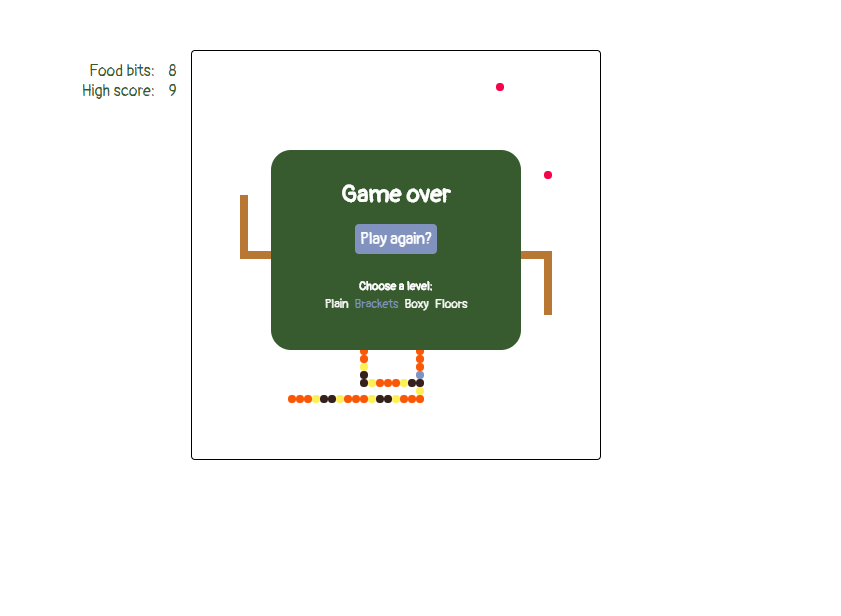 Food bits: 8
High score: 9
Game over
Play again?
Choose a level:
Plain Brackets Boxy Floors